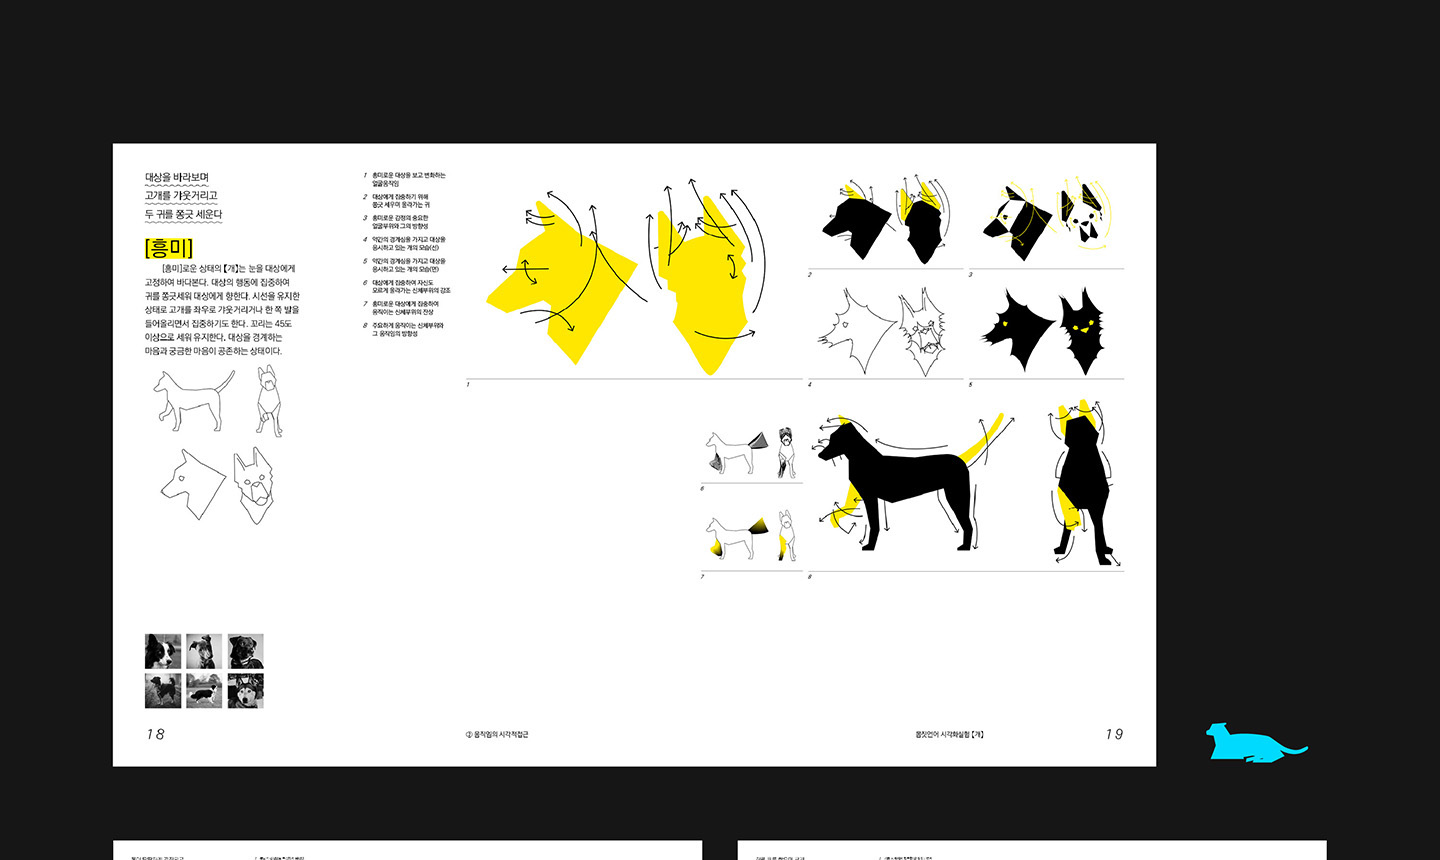 대상을 바라보며
고개를 갸웃거리고
두 귀를 쫑긋 세운다
[흥미]
[흥미]로운 상태의 【개】는 눈을 대상에게
고정하여 바라본다. 대상의 행동에 집중하여
귀를 쫑긋세워 대상에게 향한다. 시선을 유지한
상태로 고개를 좌우로 갸웃거리거나 한 쪽 발을
들어올리면서 집중하기도 한다. 꼬리는 45도
이상으로 세워 유지한다. 대상을 경계하는
마음과 궁금한 마음이 공존하는 상태이다.
1 흥미로운 대상을 보고 변화하는
얼굴움직임
2 대상에게 집중하기 위해
쫑긋 세우며 올라가는 귀
3 흥미로운 감정의 중요한
얼굴부위와 그의 방향성
4 약간의 경계심을 가지고 대상을
응시하고 있는 개의 모습(선)
5 약간의 경계심을 가지고 대상을
응시하고 있는 개의 모습(면)
6 대상에게 집중하여 자신도
모르게 올라가는 신체부위의 강조
7 흥미로운 대상에게 집중하여
움직이는 신체부위의 잔상
8 주요하게 움직이는 신체부위와
그 움직임의 방향성
1
2
3
4
5
6
7
8
18
② 움직임의 시각적접근
몸짓언어 시각화실험 【개】
19